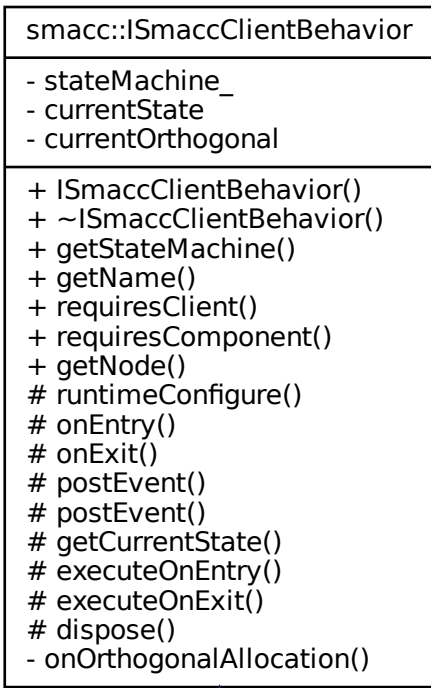 smacc::ISmaccClientBehavior
- stateMachine_
- currentState
- currentOrthogonal
+ ISmaccClientBehavior()
+ ~ISmaccClientBehavior()
+ getStateMachine()
+ getName()
+ requiresClient()
+ requiresComponent()
+ getNode()
# runtimeConfigure()
# onEntry()
# onExit()
# postEvent()
# postEvent()
# getCurrentState()
# executeOnEntry()
# executeOnExit()
# dispose()
- onOrthogonalAllocation()